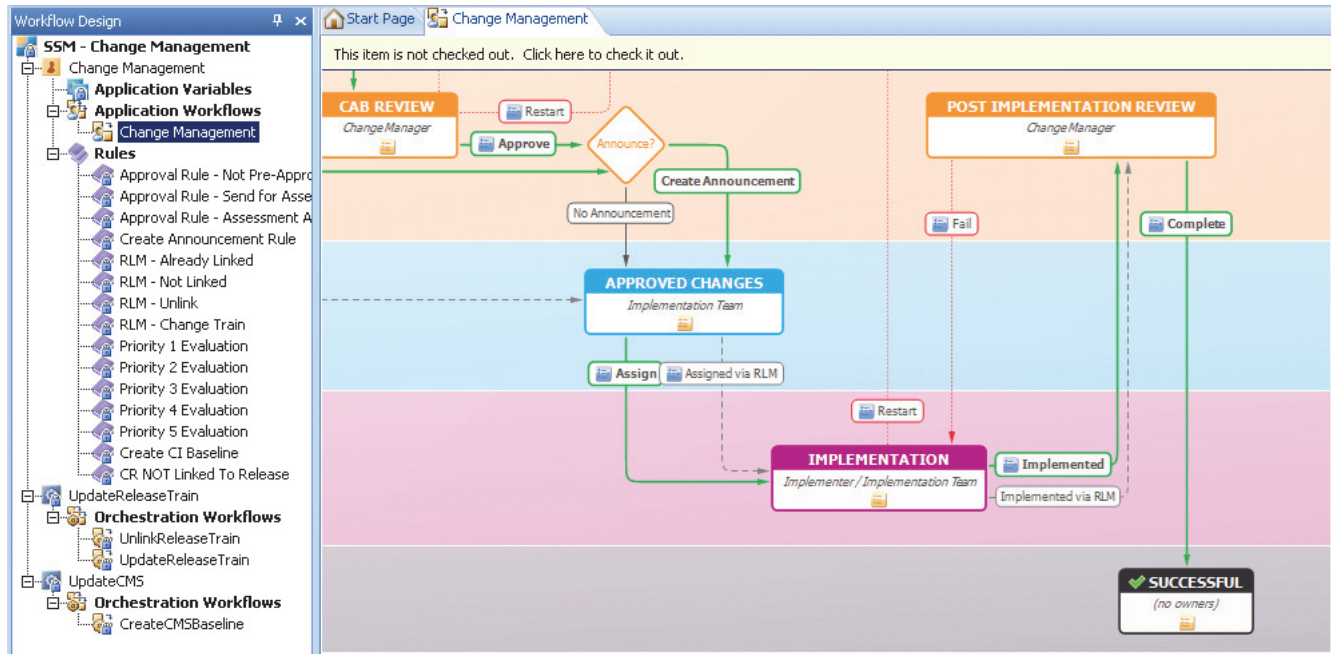 Workflow Design
SSM - Change Management
Change Management
Application Variables
Application Workflows
Change Management
Rules
Approval Rule - Not Pre-Appro
Approval Rule - Send for Asse
Approval Rule - Assessment A
Create Announcement Rule
RLM - Already Linked
RLM - Not Linked
RLM - Unlink
RLM - Change Train
Priority 1 Evaluation
Priority 2 Evaluation
Priority 3 Evaluation
Priority 4 Evaluation
Priority 5 Evaluation
Create CI Baseline
CR NOT Linked To Release
UpdateReleaseTrain
Orchestration Workflows
UnlinkReleaseTrain
UpdateReleaseTrain
UpdateCMS
Orchestration Workflows
CreateCMSBaseline
Start Page
Change Management
This item is not checked out. Click here to check it out.
CAB REVIEW
Change Manager
Restart
Approve
Announce?
Create Announcement
No Announcement
POST IMPLEMENTATION REVIEW
Change Manager
Fail
Complete
APPROVED CHANGES
Implementation Team
Assign
Assigned via RLM
Restart
IMPLEMENTATION
Implementer / Implementation Team
Implemented
Implemented via RLM
SUCCESSFUL
(no owners)